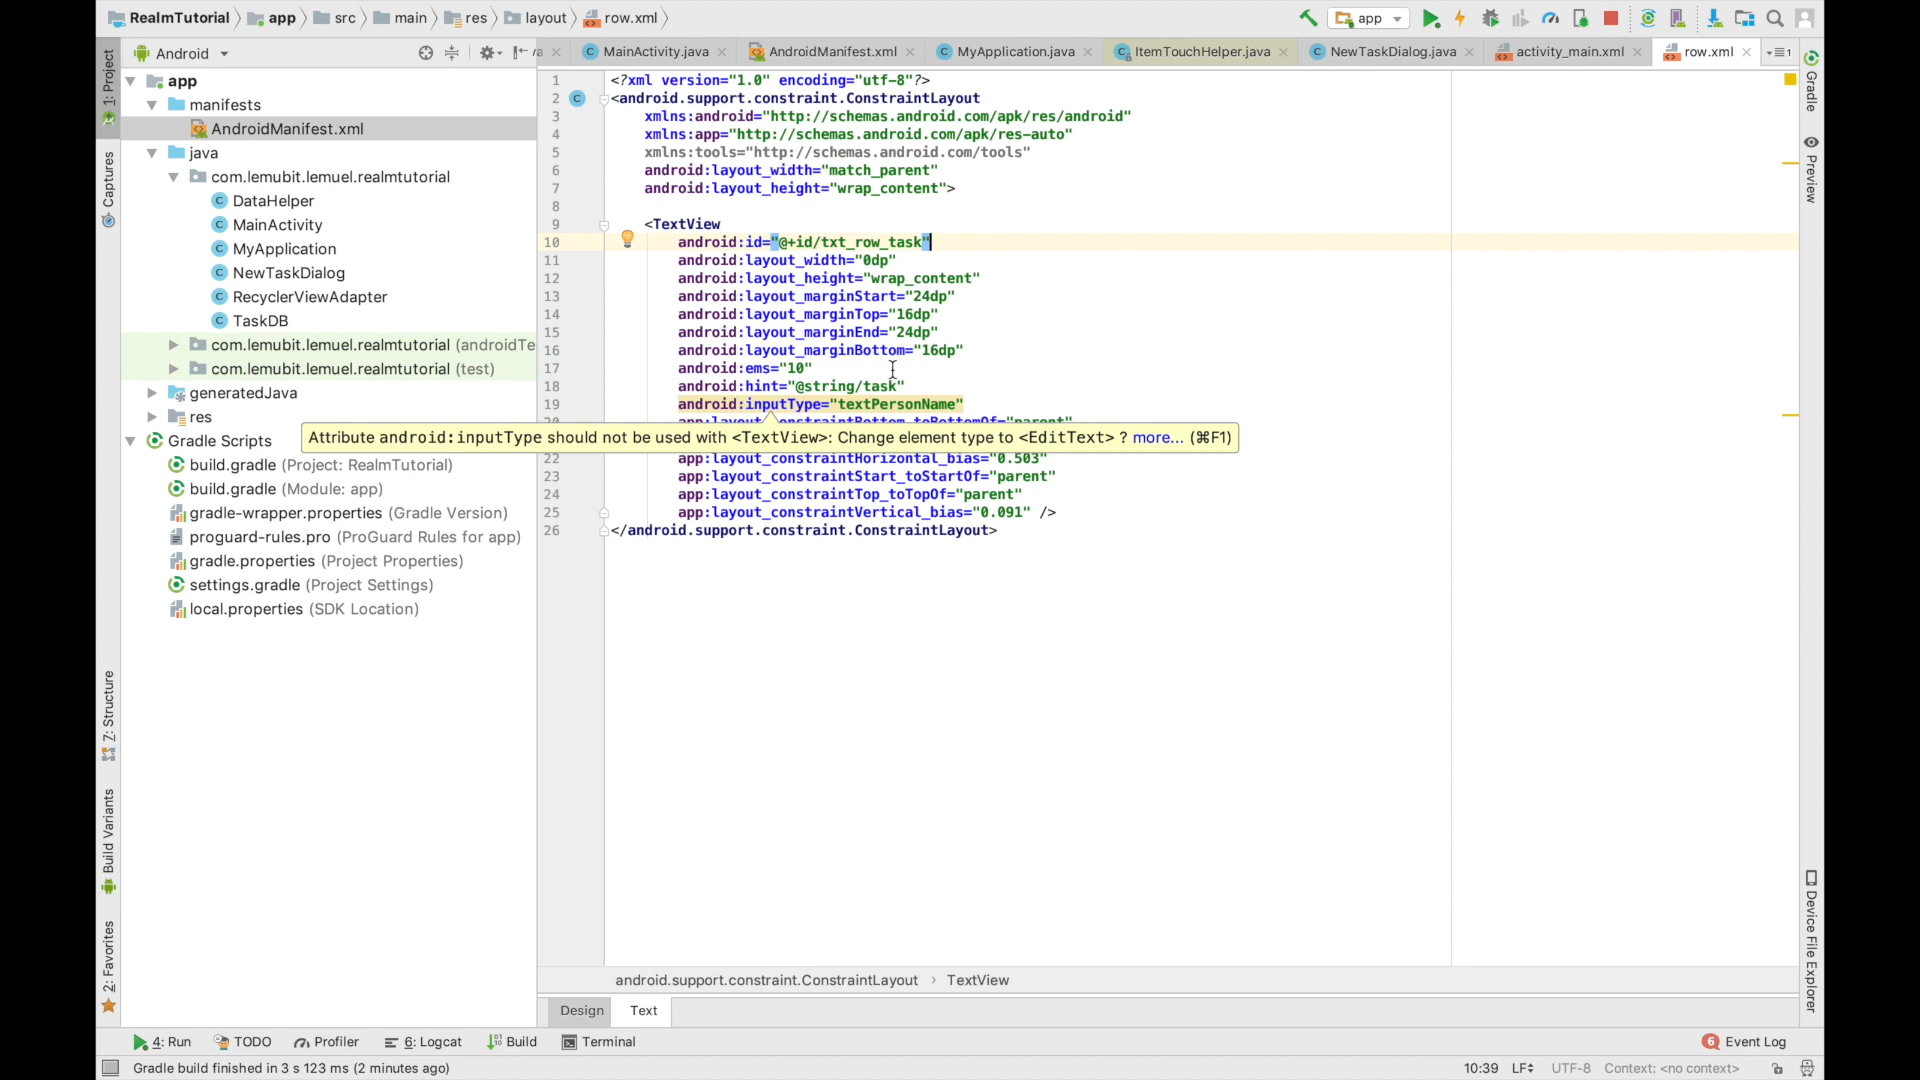 RealmTutorial app src main res layout row.xml app
1: Project
Captures
Z: Structure
Build Variants
2: Favorites
Android
app
manifests
AndroidManifest.xml
java
com.lemubit.lemuel.realmtutorial
DataHelper
MainActivity
MyApplication
NewTaskDialog
RecyclerViewAdapter
TaskDB
com.lemubit.lemuel.realmtutorial (androidTe
com.lemubit.lemuel.realmtutorial (test)
generatedJava
res
Gradle Scripts
build.gradle (Project: RealmTutorial)
build.gradle (Module: app)
gradle-wrapper.properties (Gradle Version)
proguard-rules.pro (ProGuard Rules for app)
gradle.properties (Project Properties)
settings.gradle (Project Settings)
local.properties (SDK Location)
MainActivity.java AndroidManifest.xml MyApplication.java ItemTouchHelper.java NewTaskDialog.java activity_main.xml row.xml
1 <?xml version="1.0" encoding="utf-8"?>
2 <android.support.constraint.ConstraintLayout
3 xmlns:android="http://schemas.android.com/apk/res/android"
4 xmlns:app="http://schemas.android.com/apk/res-auto"
5 xmlns:tools="http://schemas.android.com/tools"
6 android:layout_width="match_parent"
7 android:layout_height="wrap_content">
8
9 <TextView
10 android:id="@+id/txt_row_task"
11 android:layout_width="0dp"
12 android:layout_height="wrap_content"
13 android:layout_marginStart="24dp"
14 android:layout_marginTop="16dp"
15 android:layout_marginEnd="24dp"
16 android:layout_marginBottom="16dp"
17 android:ems="10"
18 android:hint="@string/task"
19 android:inputType="textPersonName"
app:layout_constraintBottom_toBottomOf="parent"
Attribute android:inputType should not be used with <TextView>: Change element type to <EditText> ? more... (⌘F1)
22 app:layout_constraintHorizontal_bias="0.503"
23 app:layout_constraintStart_toStartOf="parent"
24 app:layout_constraintTop_toTopOf="parent"
25 app:layout_constraintVertical_bias="0.091" />
26 </android.support.constraint.ConstraintLayout>
android.support.constraint.ConstraintLayout › TextView
Design Text
Gradle
Preview
Device File Explorer
4: Run TODO Profiler 6: Logcat Build Terminal 6 Event Log
Gradle build finished in 3 s 123 ms (2 minutes ago) 10:39 LF UTF-8 Context: <no context>